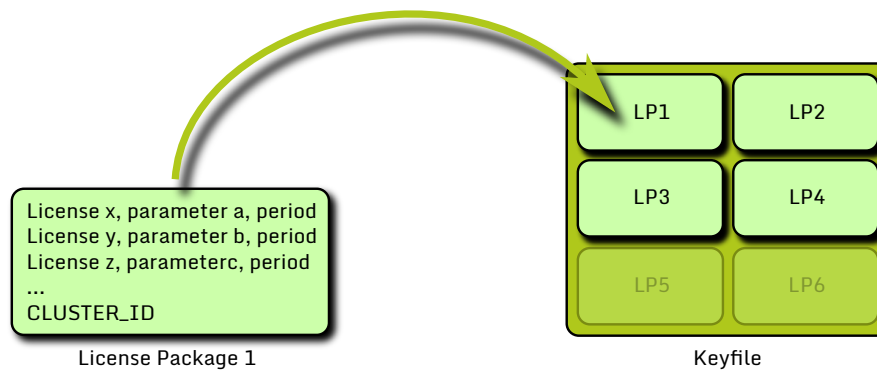 LP1 LP2
LP3 LP4
LP5 LP6
License x, parameter a, period
License y, parameter b, period
License z, parameterc, period
...
CLUSTER_ID
License Package 1
Keyfile